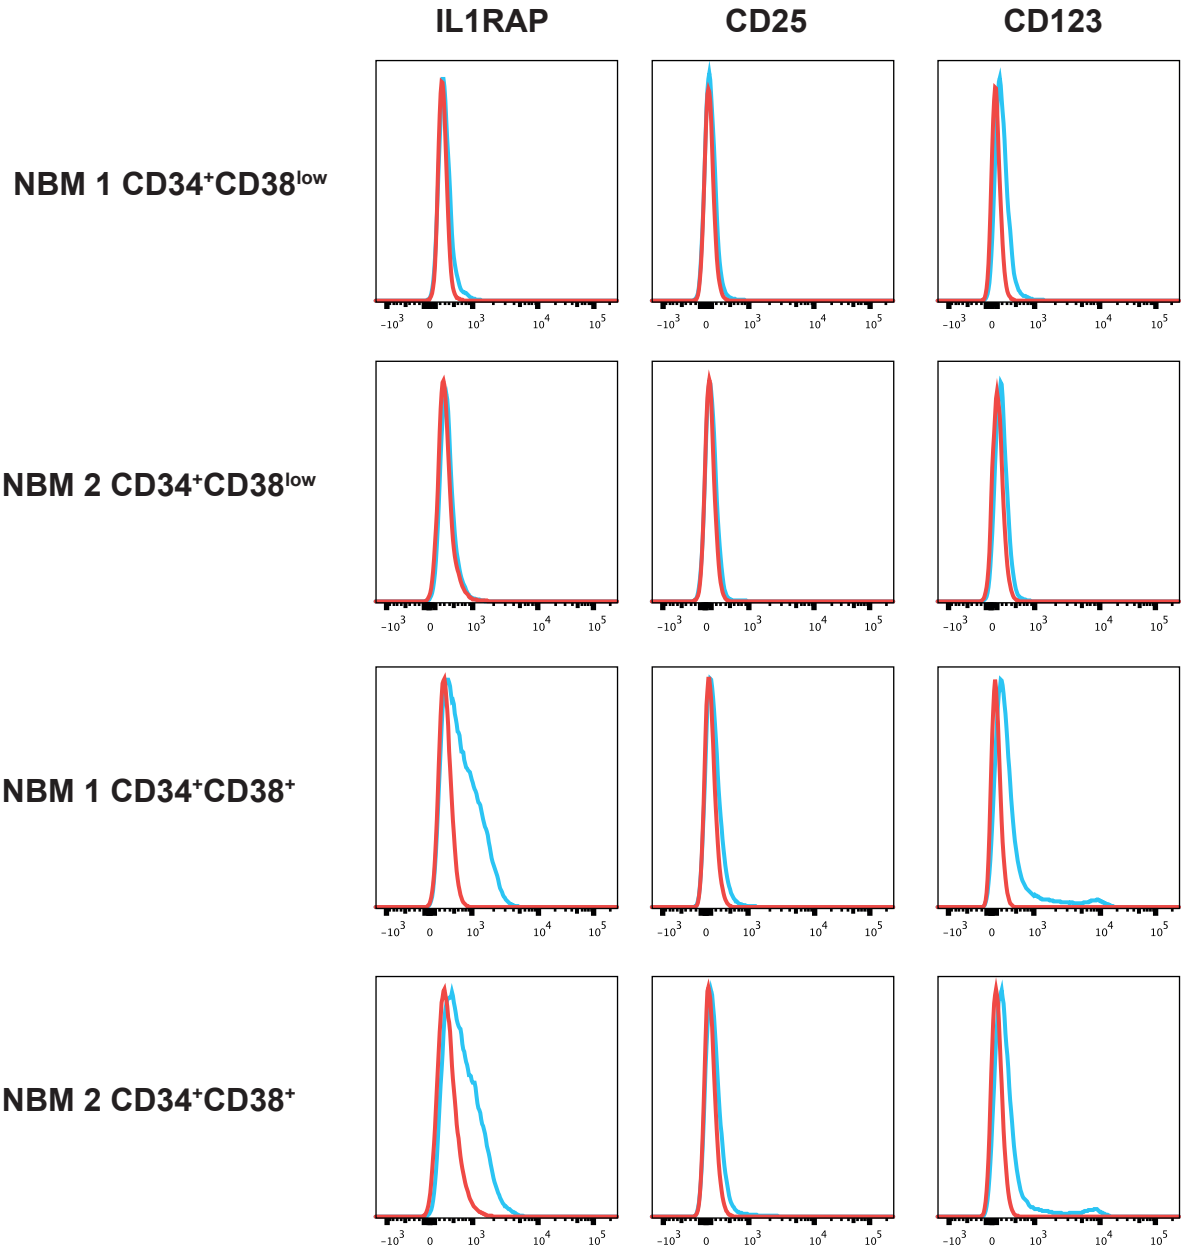 IL1RAP CD25 CD123
NBM 1 CD34⁺CD38ˡᵒʷ
−10³ 0 10³ 10⁴ 10⁵ −10³ 0 10³ 10⁴ 10⁵ −10³ 0 10³ 10⁴ 10⁵
NBM 2 CD34⁺CD38ˡᵒʷ
−10³ 0 10³ 10⁴ 10⁵ −10³ 0 10³ 10⁴ 10⁵ −10³ 0 10³ 10⁴ 10⁵
NBM 1 CD34⁺CD38⁺
−10³ 0 10³ 10⁴ 10⁵ −10³ 0 10³ 10⁴ 10⁵ −10³ 0 10³ 10⁴ 10⁵
NBM 2 CD34⁺CD38⁺
−10³ 0 10³ 10⁴ 10⁵ −10³ 0 10³ 10⁴ 10⁵ −10³ 0 10³ 10⁴ 10⁵